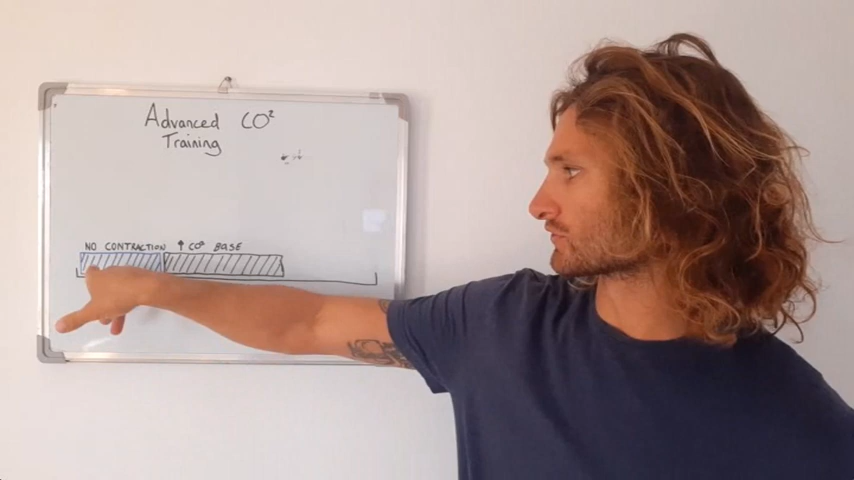 Advanced CO²
Training
NO CONTRACTION ↑ CO² BASE